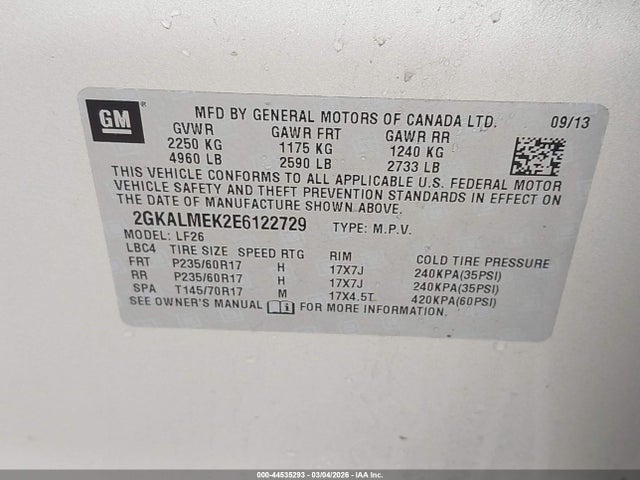 GM
MFD BY GENERAL MOTORS OF CANADA LTD. 09/13
GVWR GAWR FRT GAWR RR
2250 KG 1175 KG 1240 KG
4960 LB 2590 LB 2733 LB
THIS VEHICLE CONFORMS TO ALL APPLICABLE U.S. FEDERAL MOTOR
VEHICLE SAFETY AND THEFT PREVENTION STANDARDS IN EFFECT ON
THE DATE OF MANUFACTURE SHOWN ABOVE.
2GKALMEK2E6122729 TYPE: M.P.V.
MODEL: LF26
LBC4 TIRE SIZE SPEED RTG RIM COLD TIRE PRESSURE
FRT P235/60R17 H 17X7J 240KPA(35PSI)
RR P235/60R17 H 17X7J 240KPA(35PSI)
SPA T145/70R17 M 17X4.5T 420KPA(60PSI)
SEE OWNER'S MANUAL FOR MORE INFORMATION.
000-44535293 - 03/04/2026 - IAA Inc.